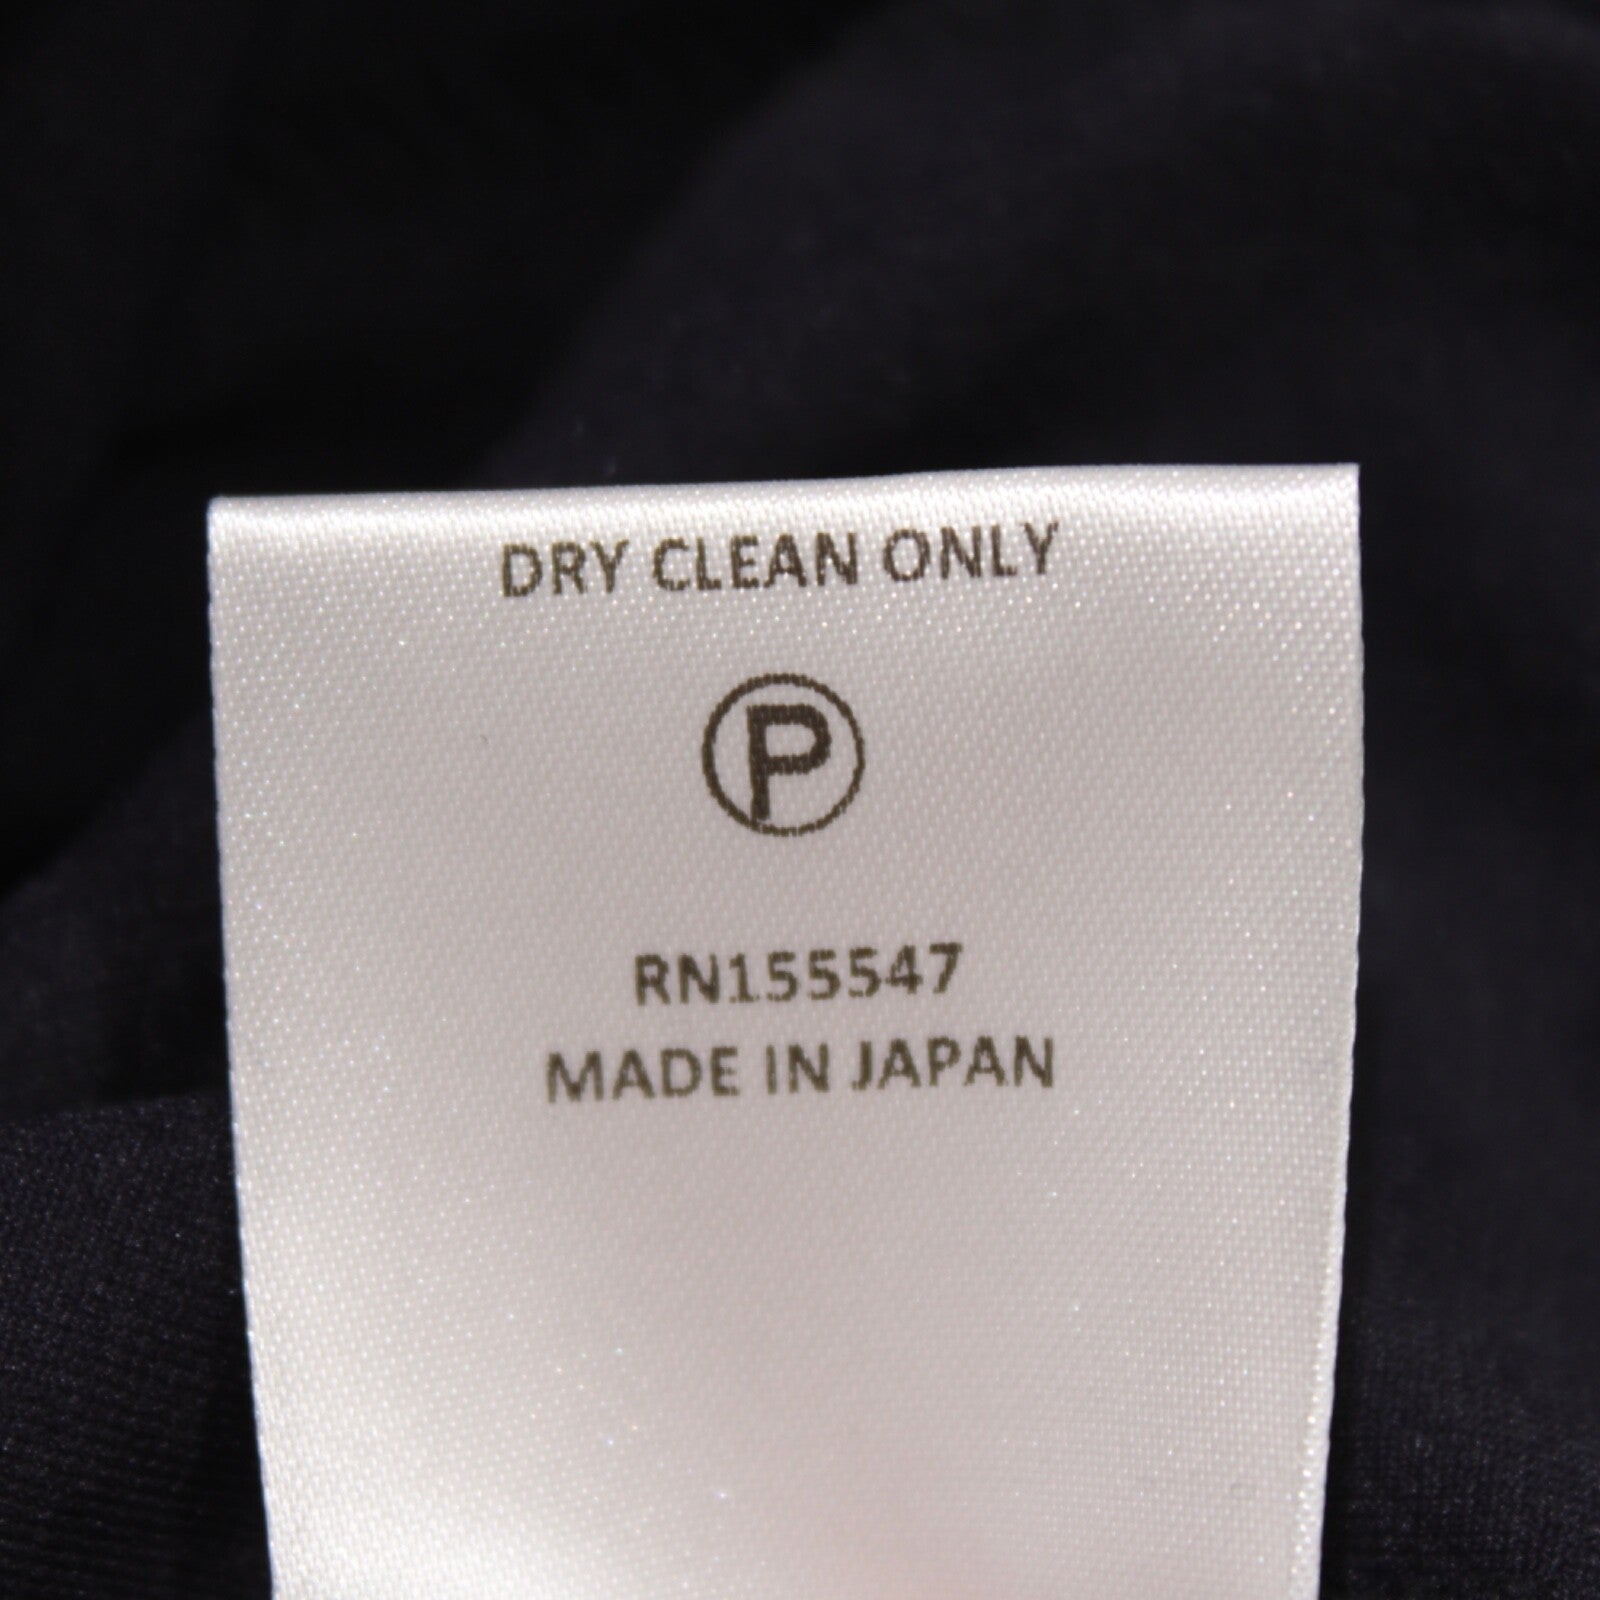 DRY CLEAN ONLY
P
RN155547
MADE IN JAPAN